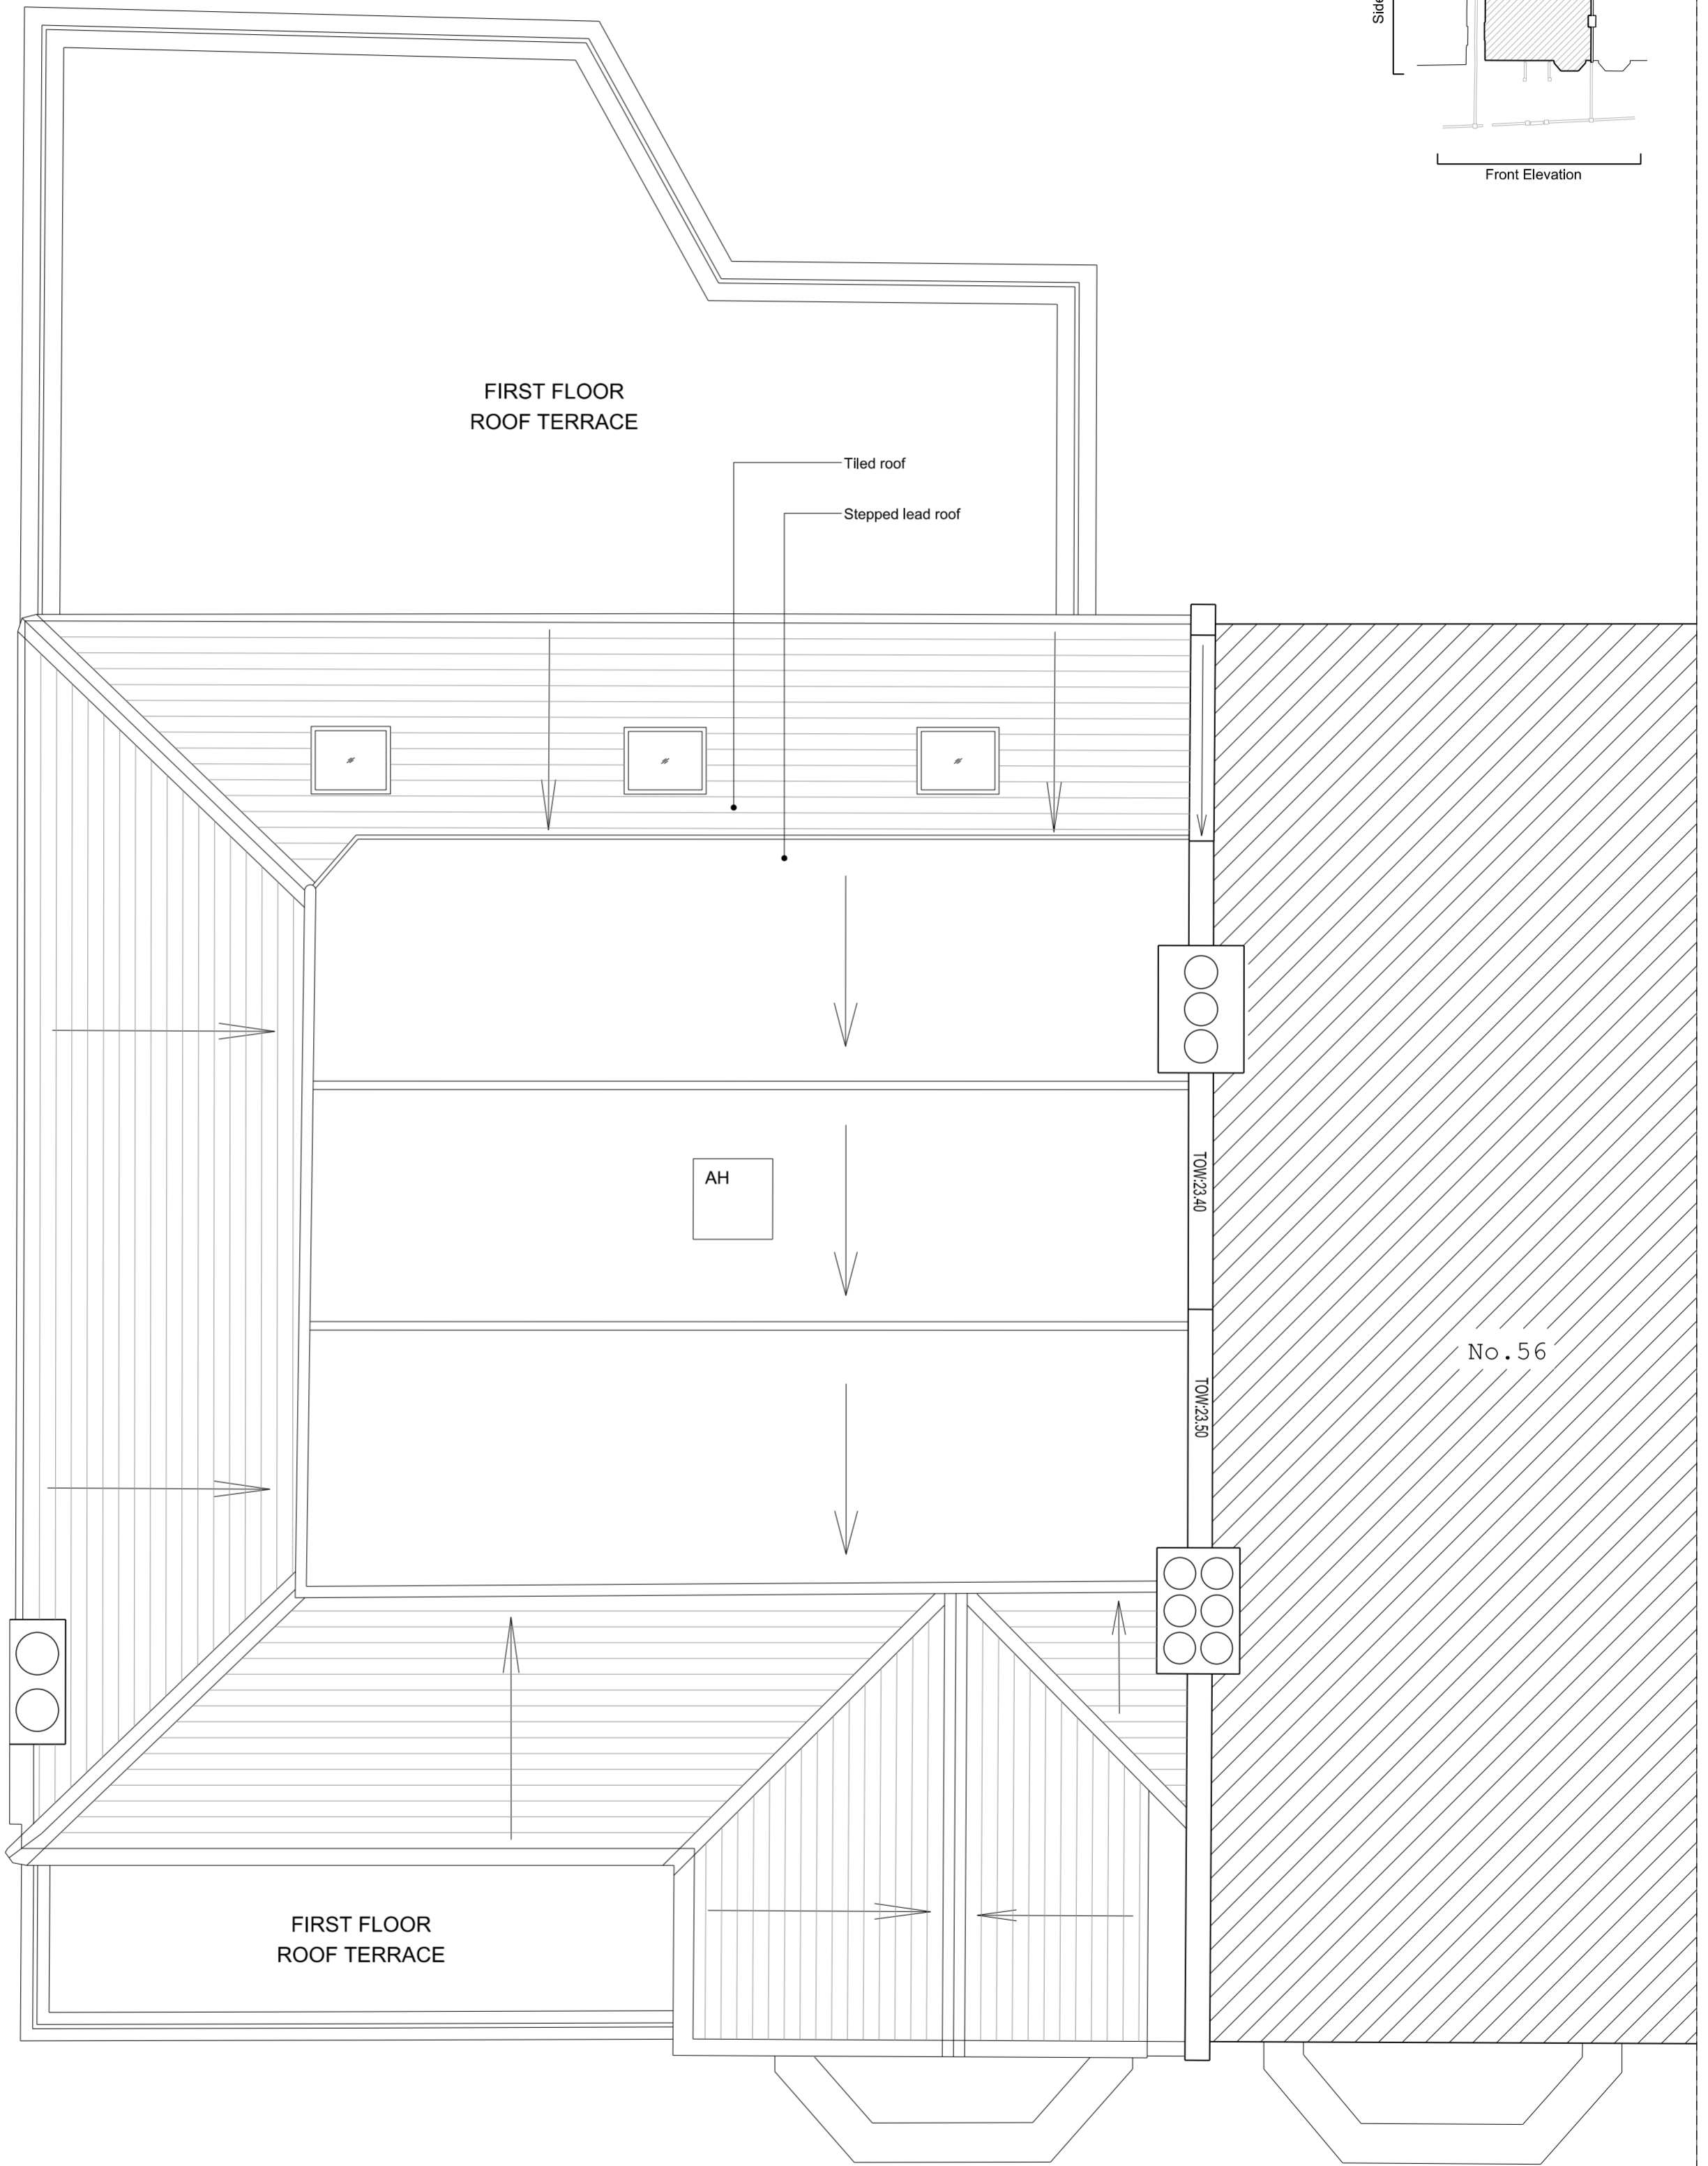 Side
Front Elevation
FIRST FLOOR
ROOF TERRACE
Tiled roof
Stepped lead roof
TOW:23.40
AH
No.56
TOW:23.50
FIRST FLOOR
ROOF TERRACE